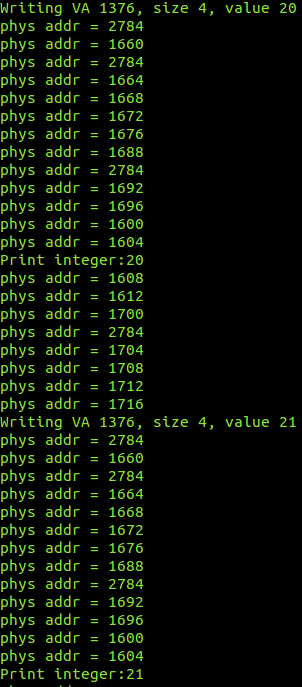 Writing VA 1376, size 4, value 20
phys addr = 2784
phys addr = 1660
phys addr = 2784
phys addr = 1664
phys addr = 1668
phys addr = 1672
phys addr = 1676
phys addr = 1688
phys addr = 2784
phys addr = 1692
phys addr = 1696
phys addr = 1600
phys addr = 1604
Print integer:20
phys addr = 1608
phys addr = 1612
phys addr = 1700
phys addr = 2784
phys addr = 1704
phys addr = 1708
phys addr = 1712
phys addr = 1716
Writing VA 1376, size 4, value 21
phys addr = 2784
phys addr = 1660
phys addr = 2784
phys addr = 1664
phys addr = 1668
phys addr = 1672
phys addr = 1676
phys addr = 1688
phys addr = 2784
phys addr = 1692
phys addr = 1696
phys addr = 1600
phys addr = 1604
Print integer:21